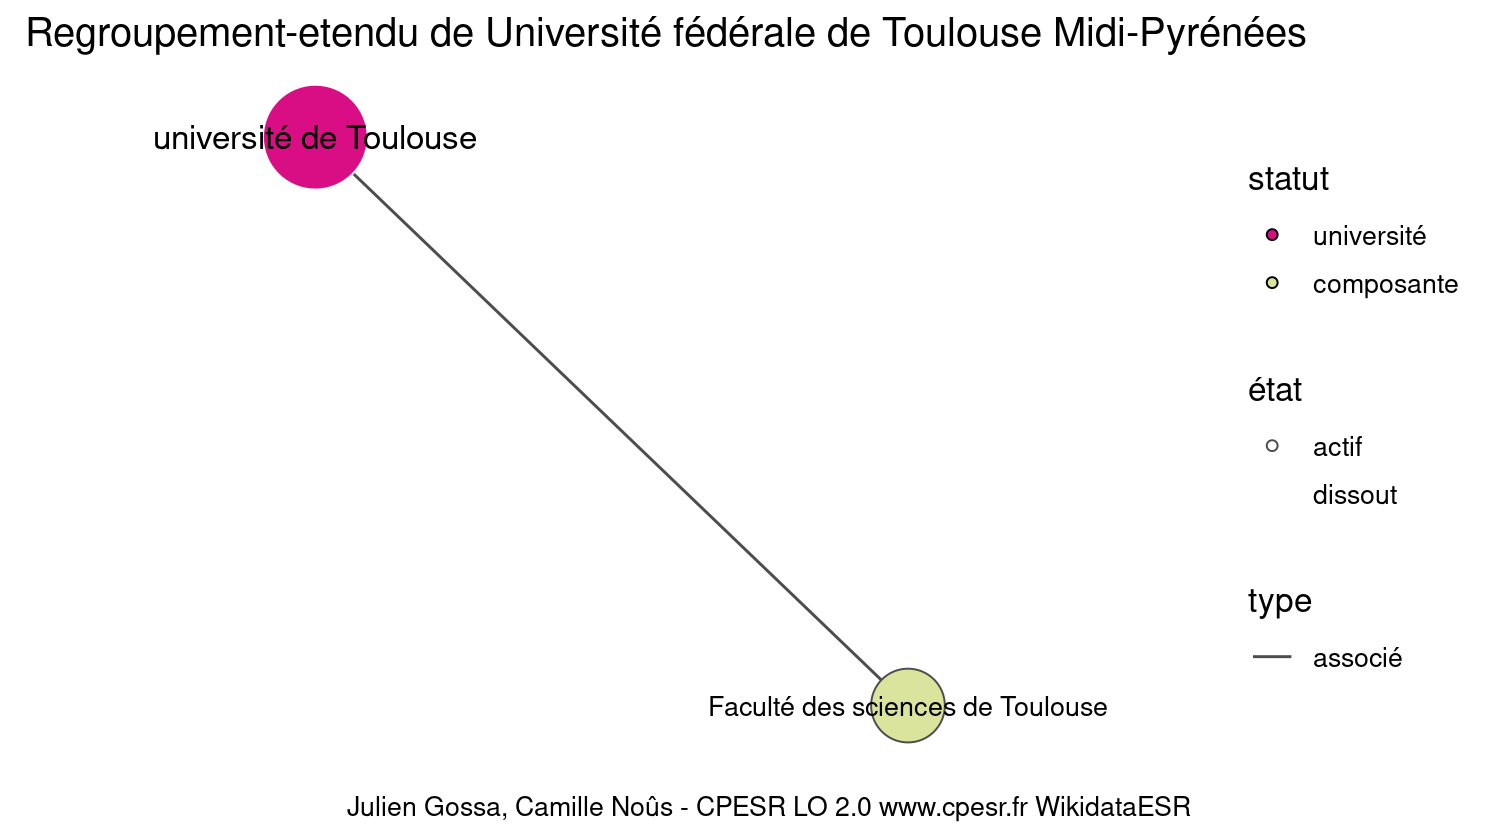 Regroupement-etendu de Université fédérale de Toulouse Midi-Pyrénées
université de Toulouse
statut
université
composante
état
actif
dissout
type
associé
Faculté des sciences de Toulouse
Julien Gossa, Camille Noûs - CPESR LO 2.0 www.cpesr.fr WikidataESR